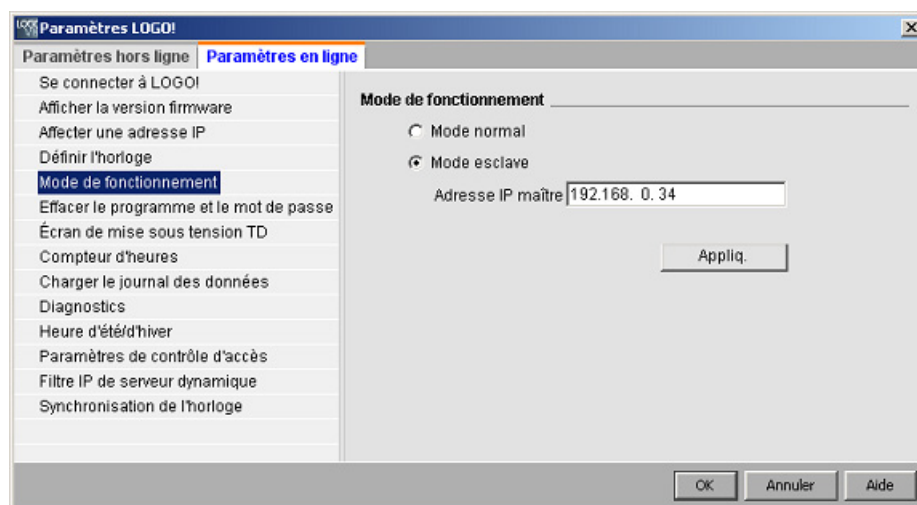 Paramètres LOGO!
Paramètres hors ligne
Paramètres en ligne
Se connecter à LOGO!
Afficher la version firmware
Affecter une adresse IP
Définir l'horloge
Mode de fonctionnement
Effacer le programme et le mot de passe
Écran de mise sous tension TD
Compteur d'heures
Charger le journal des données
Diagnostics
Heure d'été/d'hiver
Paramètres de contrôle d'accès
Filtre IP de serveur dynamique
Synchronisation de l'horloge
Mode de fonctionnement
Mode normal
Mode esclave
Adresse IP maître 192.168. 0. 34
Appliq.
OK
Annuler
Aide